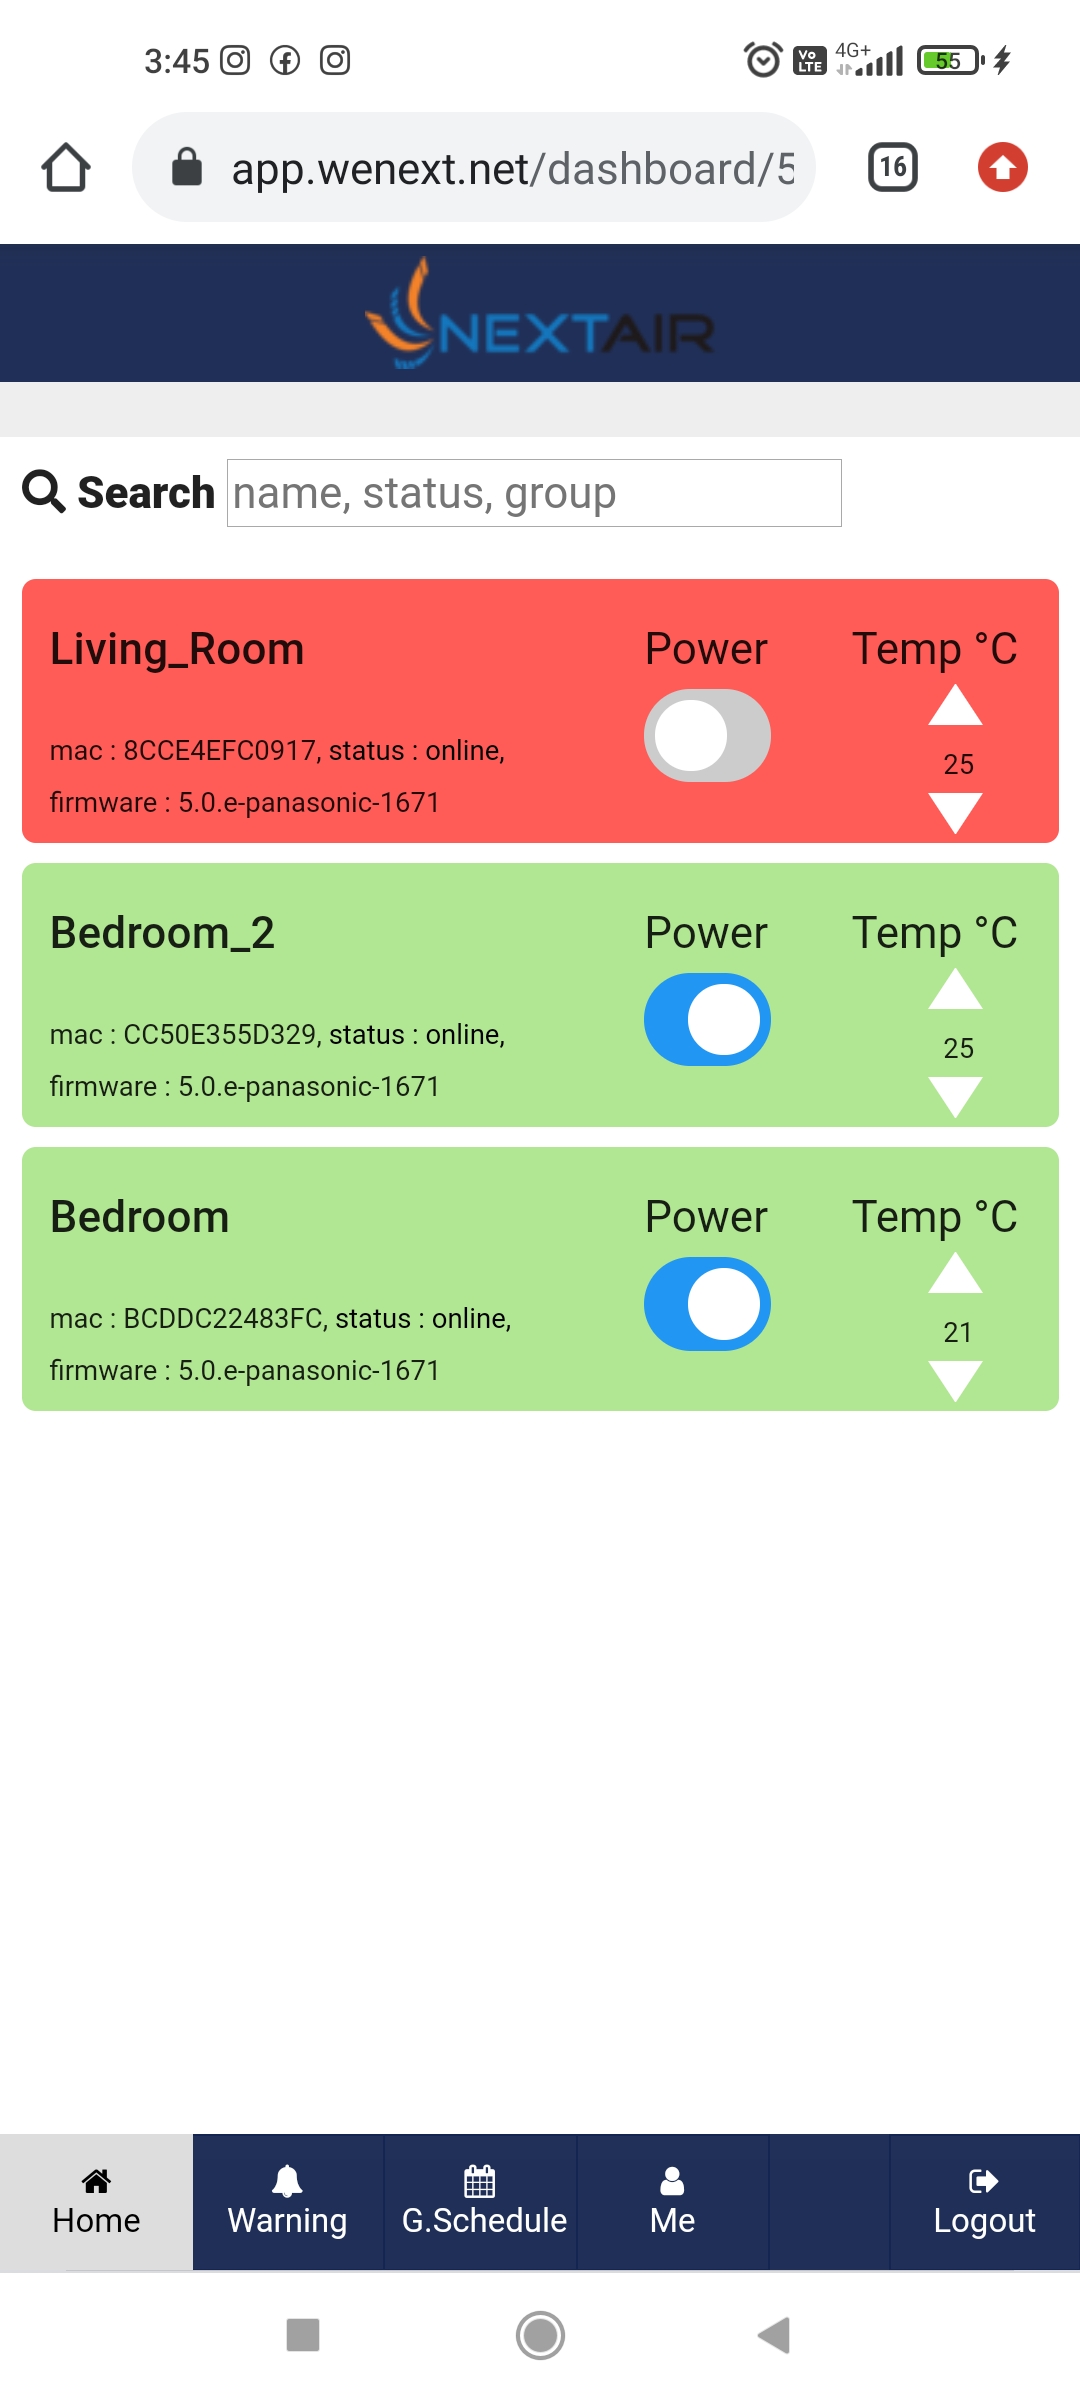 3:45 Vo LTE 4G+ 55
app.wenext.net/dashboard/5 16
NEXTAIR
Search name, status, group
Living_Room Power Temp °C
mac : 8CCE4EFC0917, status : online, 25
firmware : 5.0.e-panasonic-1671
Bedroom_2 Power Temp °C
mac : CC50E355D329, status : online, 25
firmware : 5.0.e-panasonic-1671
Bedroom Power Temp °C
mac : BCDDC22483FC, status : online, 21
firmware : 5.0.e-panasonic-1671
Home Warning G.Schedule Me Logout